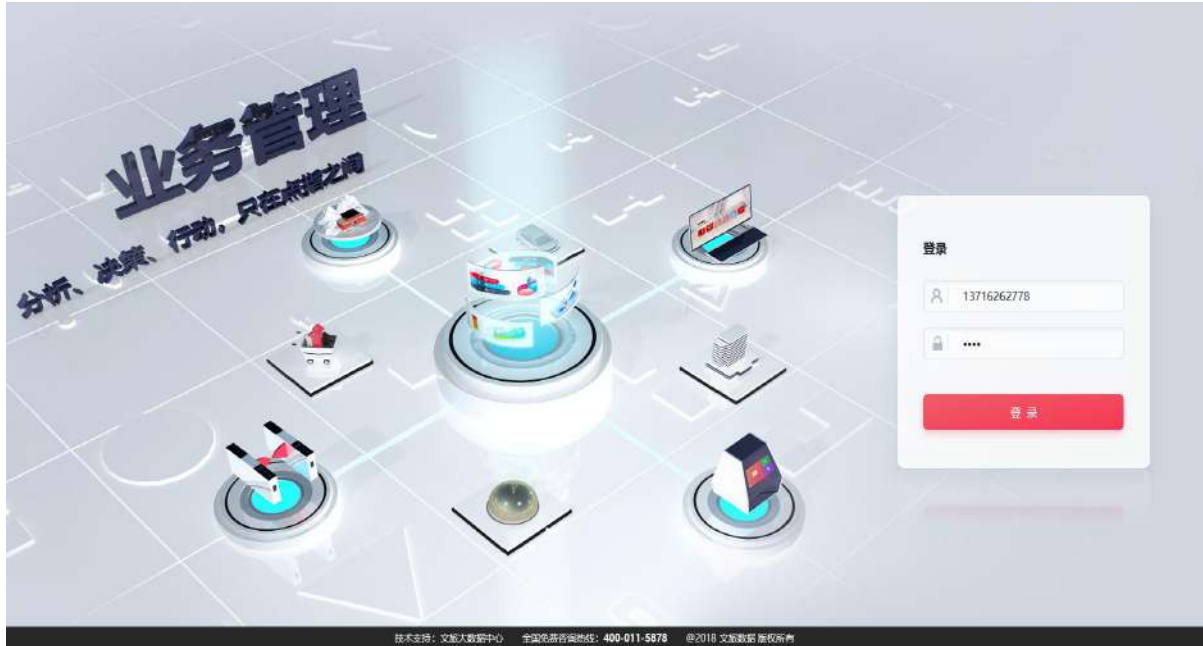 业务管理
分析、决策、行动，只在点指之间
登录
13716262778
••••
登 录
技术支持：文旅大数据中心 全国免费咨询热线：400-011-5878 @2018 文旅数据 版权所有